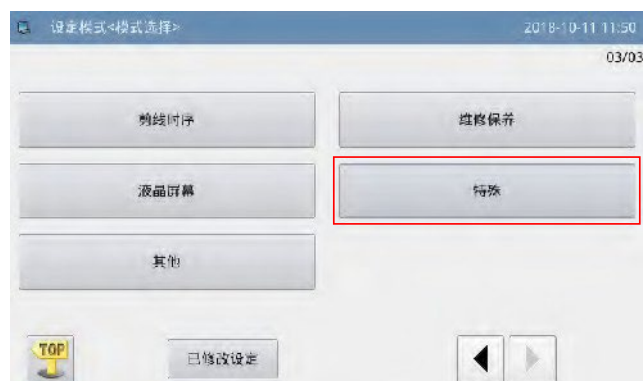 设定模式<模式选择> 2018-10-11 11:50
03/03
剪线时序 维修保养
液晶屏幕 特殊
其他
TOP 已修改设定